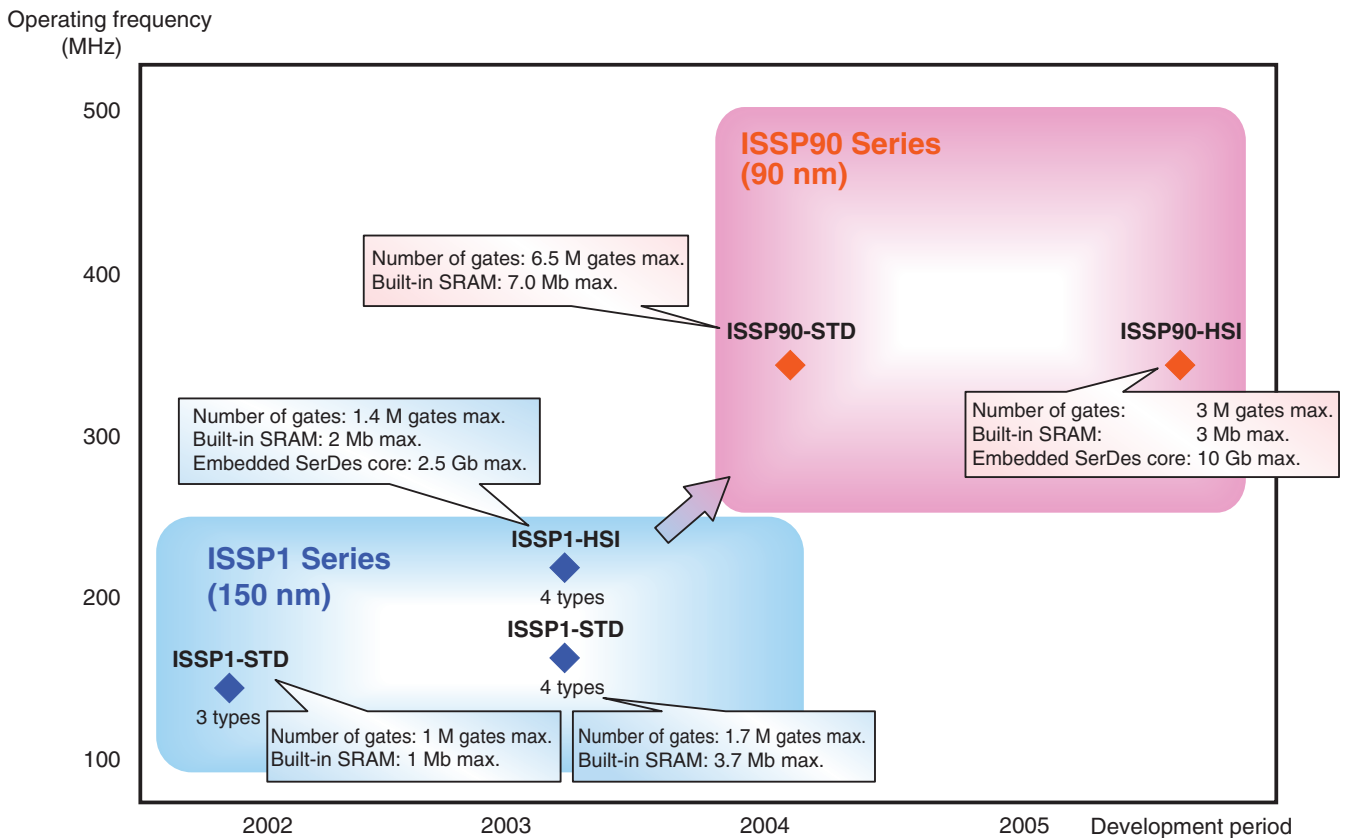 Operating frequency
(MHz)
500
400
300
200
100
ISSP90 Series
(90 nm)
Number of gates: 6.5 M gates max.
Built-in SRAM: 7.0 Mb max.
ISSP90-STD
ISSP90-HSI
Number of gates: 3 M gates max.
Built-in SRAM: 3 Mb max.
Embedded SerDes core: 10 Gb max.
Number of gates: 1.4 M gates max.
Built-in SRAM: 2 Mb max.
Embedded SerDes core: 2.5 Gb max.
ISSP1 Series
(150 nm)
ISSP1-HSI
4 types
ISSP1-STD
4 types
ISSP1-STD
3 types
Number of gates: 1 M gates max.
Built-in SRAM: 1 Mb max.
Number of gates: 1.7 M gates max.
Built-in SRAM: 3.7 Mb max.
2002
2003
2004
2005
Development period